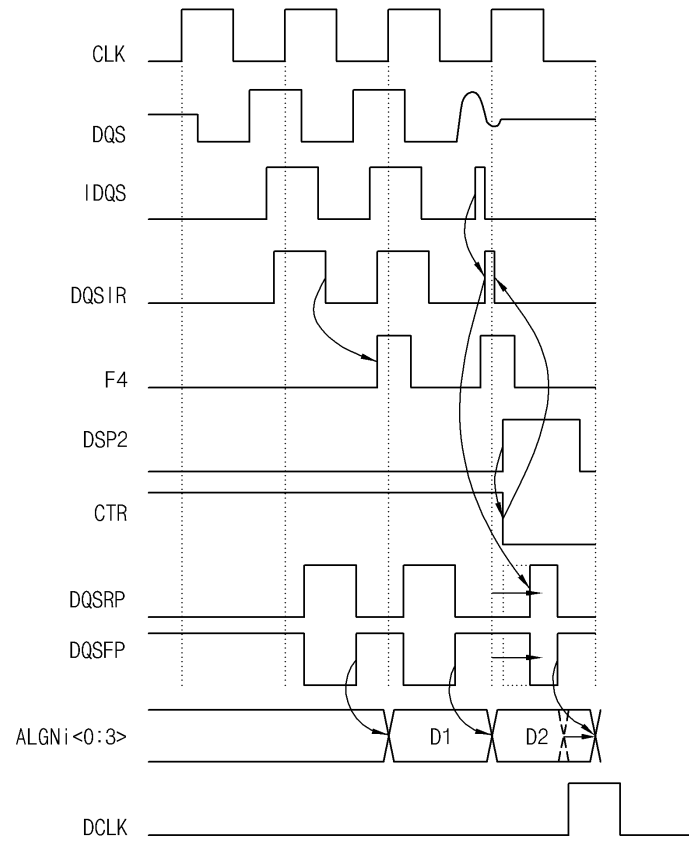 CLK
DQS
IDQS
DQSIR
F4
DSP2
CTR
DQSRP
DQSFP
ALGNi<0:3> D1 D2
DCLK